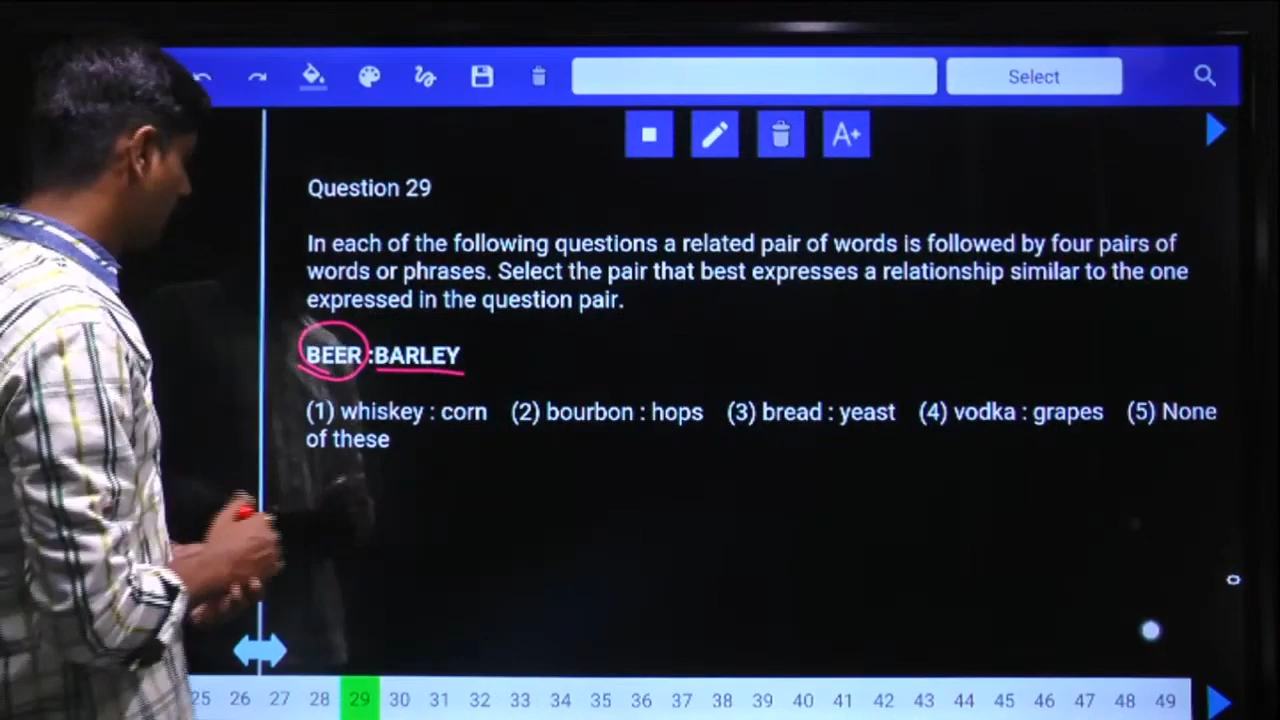 Select
A+
Question 29
In each of the following questions a related pair of words is followed by four pairs of
words or phrases. Select the pair that best expresses a relationship similar to the one
expressed in the question pair.
BEER :BARLEY
(1) whiskey : corn (2) bourbon : hops (3) bread : yeast (4) vodka : grapes (5) None
of these
25 26 27 28 29 30 31 32 33 34 35 36 37 38 39 40 41 42 43 44 45 46 47 48 49